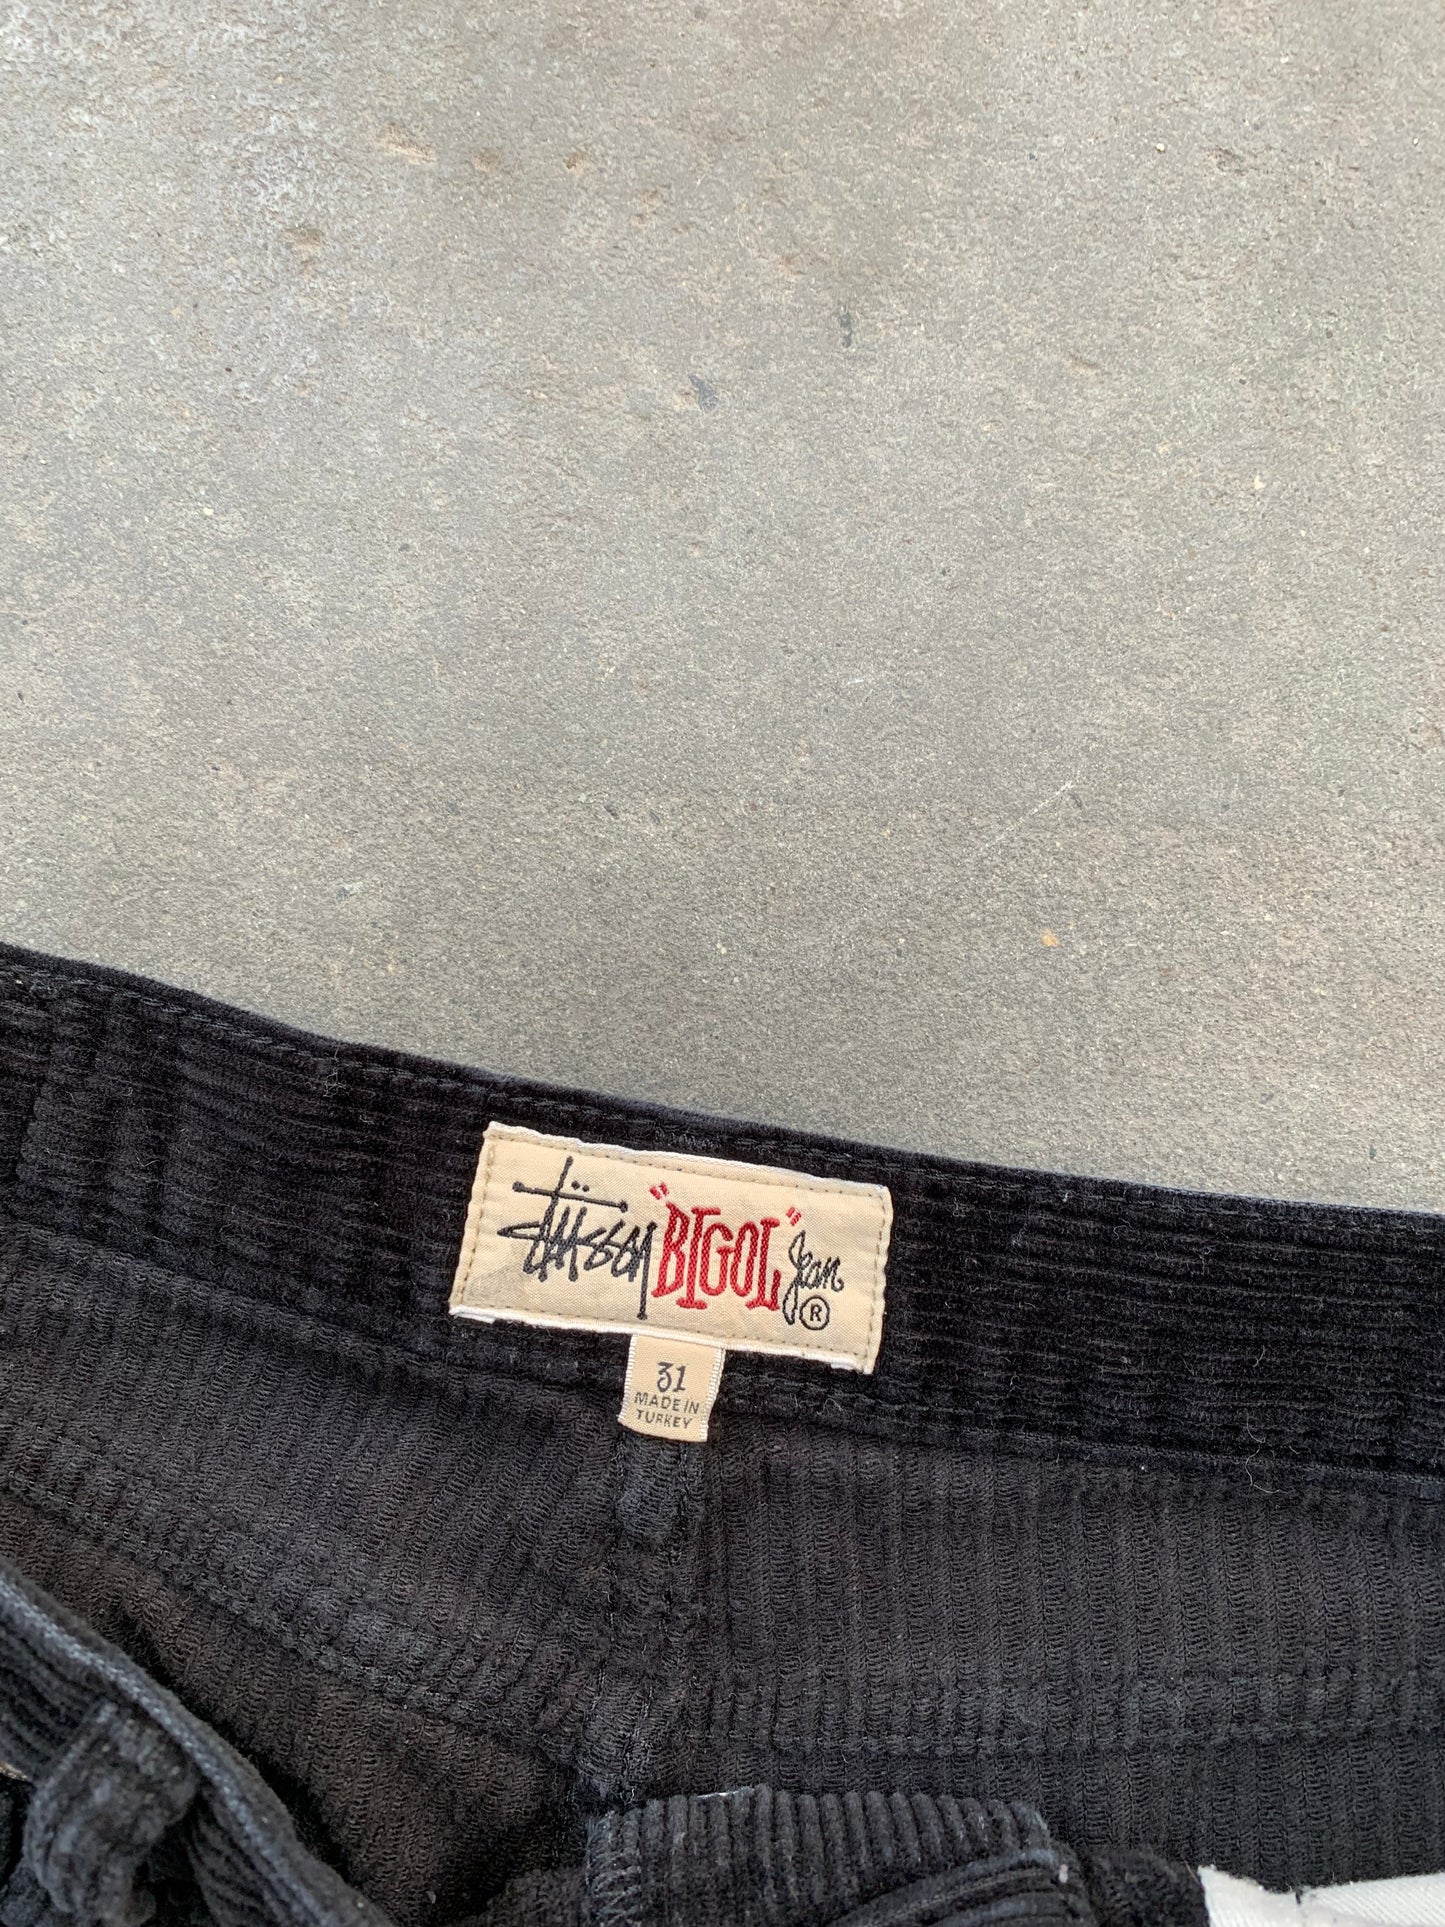 Stüssy "BIGOL" Jean ®
31
MADE IN
TURKEY